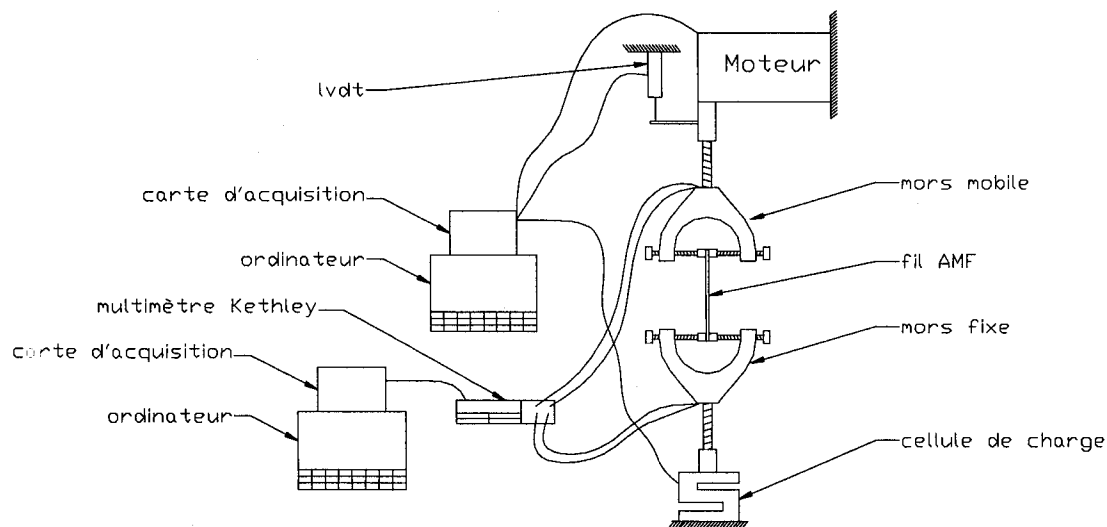 Moteur
lvdt
carte d'acquisition
mors mobile
ordinateur
fil AMF
multimètre Kethley
mors fixe
carte d'acquisition
ordinateur
cellule de charge